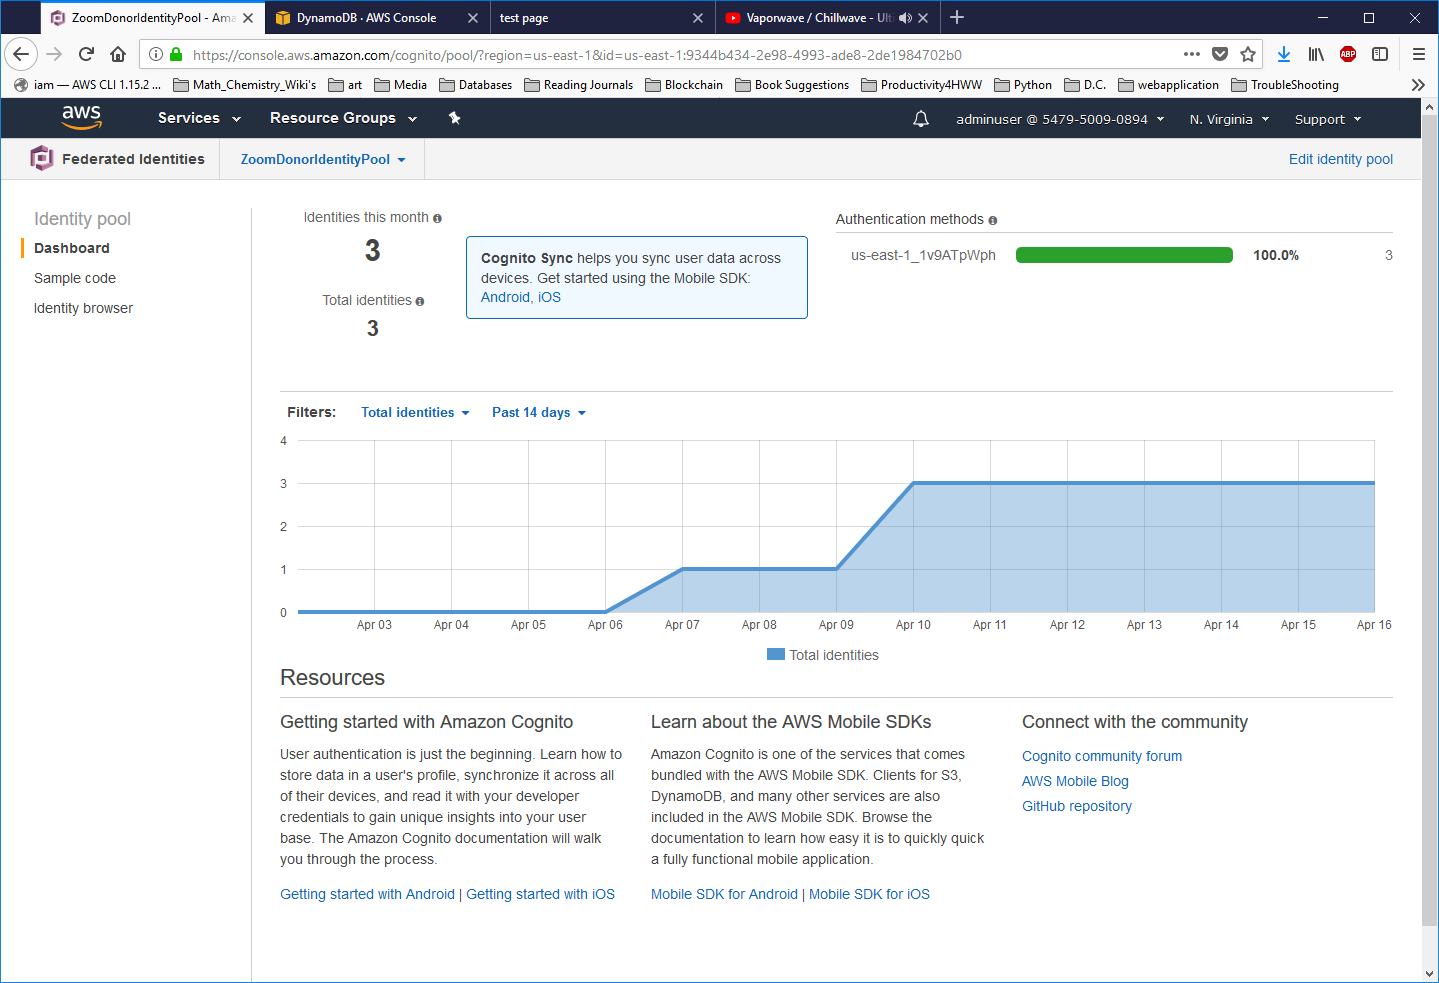 ZoomDonorIdentityPool - Ama
DynamoDB · AWS Console
test page
Vaporwave / Chillwave - Ult
https://console.aws.amazon.com/cognito/pool/?region=us-east-1&id=us-east-1:9344b434-2e98-4993-ade8-2de1984702b0
ABP
iam — AWS CLI 1.15.2 ...
Math_Chemistry_Wiki's
art
Media
Databases
Reading Journals
Blockchain
Book Suggestions
Productivity4HWW
Python
D.C.
webapplication
TroubleShooting
aws
Services
Resource Groups
adminuser @ 5479-5009-0894
N. Virginia
Support
Federated Identities
ZoomDonorIdentityPool
Edit identity pool
Identity pool
Dashboard
Sample code
Identity browser
Identities this month
3
Total identities
3
Cognito Sync helps you sync user data across
devices. Get started using the Mobile SDK:
Android, iOS
Authentication methods
us-east-1_1v9ATpWph 100.0% 3
Filters: Total identities Past 14 days
4
3
2
1
0
Apr 03 Apr 04 Apr 05 Apr 06 Apr 07 Apr 08 Apr 09 Apr 10 Apr 11 Apr 12 Apr 13 Apr 14 Apr 15 Apr 16
Total identities
Resources
Getting started with Amazon Cognito
User authentication is just the beginning. Learn how to
store data in a user's profile, synchronize it across all
of their devices, and read it with your developer
credentials to gain unique insights into your user
base. The Amazon Cognito documentation will walk
you through the process.
Getting started with Android | Getting started with iOS
Learn about the AWS Mobile SDKs
Amazon Cognito is one of the services that comes
bundled with the AWS Mobile SDK. Clients for S3,
DynamoDB, and many other services are also
included in the AWS Mobile SDK. Browse the
documentation to learn how easy it is to quickly quick
a fully functional mobile application.
Mobile SDK for Android | Mobile SDK for iOS
Connect with the community
Cognito community forum
AWS Mobile Blog
GitHub repository